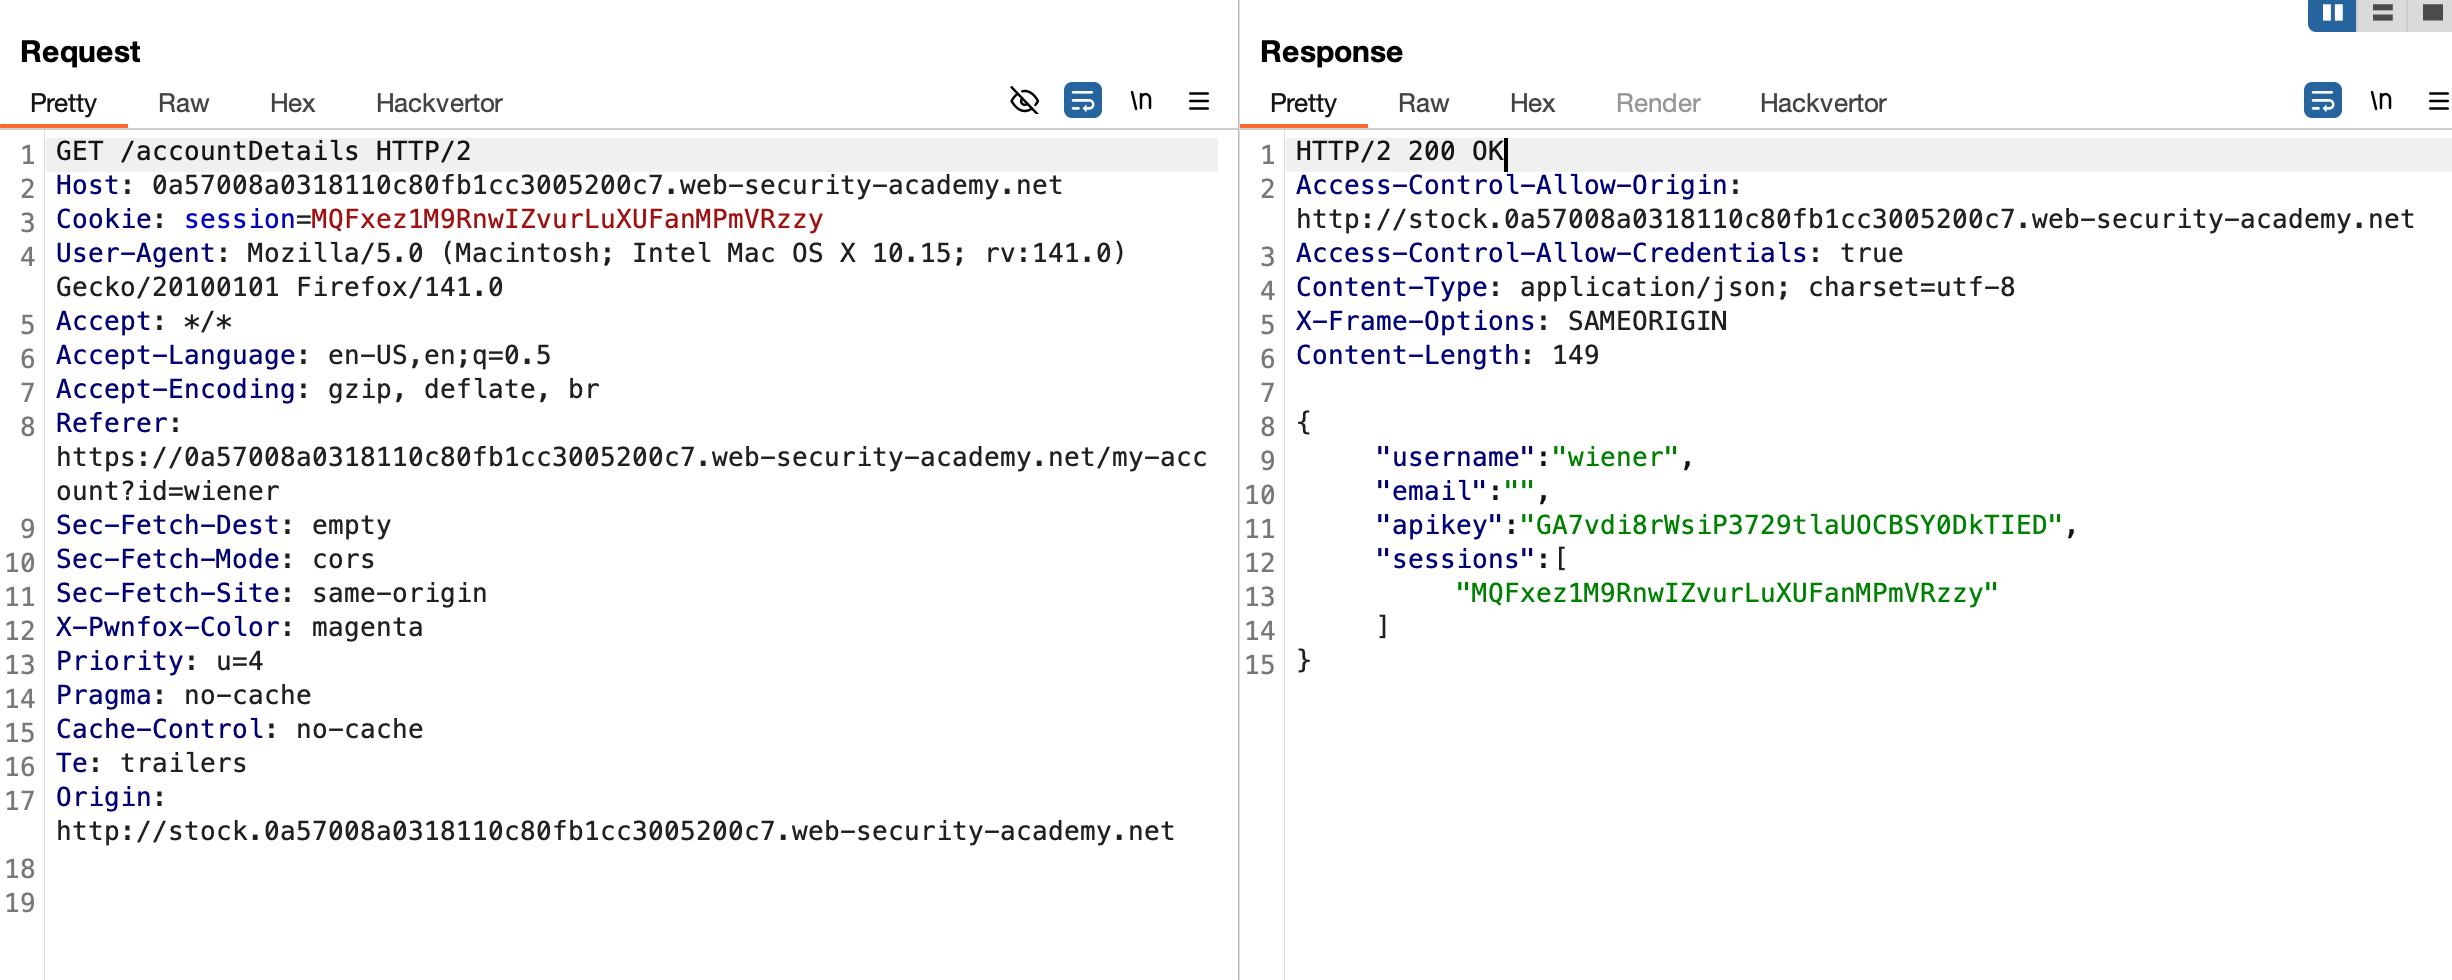 Request
Pretty Raw Hex Hackvertor \n
1 GET /accountDetails HTTP/2
2 Host: 0a57008a0318110c80fb1cc3005200c7.web-security-academy.net
3 Cookie: session=MQFxez1M9RnwIZvurLuXUFanMPmVRzzy
4 User-Agent: Mozilla/5.0 (Macintosh; Intel Mac OS X 10.15; rv:141.0)
Gecko/20100101 Firefox/141.0
5 Accept: */*
6 Accept-Language: en-US,en;q=0.5
7 Accept-Encoding: gzip, deflate, br
8 Referer:
https://0a57008a0318110c80fb1cc3005200c7.web-security-academy.net/my-acc
ount?id=wiener
9 Sec-Fetch-Dest: empty
10 Sec-Fetch-Mode: cors
11 Sec-Fetch-Site: same-origin
12 X-Pwnfox-Color: magenta
13 Priority: u=4
14 Pragma: no-cache
15 Cache-Control: no-cache
16 Te: trailers
17 Origin:
http://stock.0a57008a0318110c80fb1cc3005200c7.web-security-academy.net
18
19
Response
Pretty Raw Hex Render Hackvertor \n
1 HTTP/2 200 OK
2 Access-Control-Allow-Origin:
http://stock.0a57008a0318110c80fb1cc3005200c7.web-security-academy.net
3 Access-Control-Allow-Credentials: true
4 Content-Type: application/json; charset=utf-8
5 X-Frame-Options: SAMEORIGIN
6 Content-Length: 149
7
8 {
9 "username":"wiener",
10 "email":"",
11 "apikey":"GA7vdi8rWsiP3729tlaUOCBSY0DkTIED",
12 "sessions":[
13 "MQFxez1M9RnwIZvurLuXUFanMPmVRzzy"
14 ]
15 }